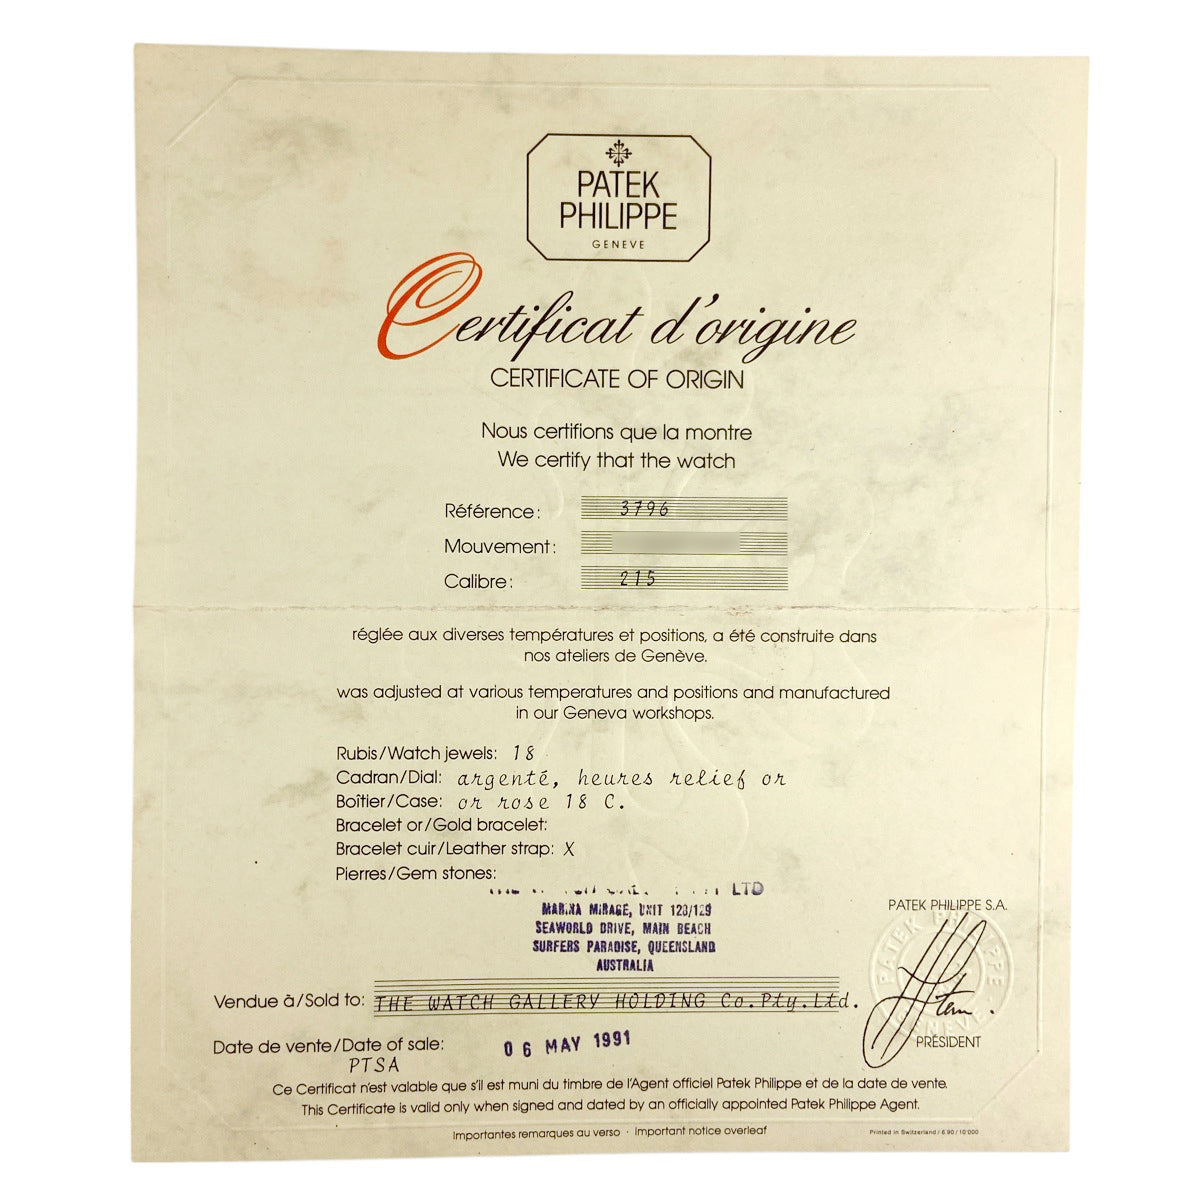 PATEK
PHILIPPE
GENEVE
Certificat d'origine
CERTIFICATE OF ORIGIN
Nous certifions que la montre
We certify that the watch
Référence: 3796
Mouvement:
Calibre: 215
réglée aux diverses températures et positions, a été construite dans
nos ateliers de Genève.
was adjusted at various temperatures and positions and manufactured
in our Geneva workshops.
Rubis/Watch jewels: 18
Cadran/Dial: argenté, heures relief or
Boîtier/Case: or rose 18 C.
Bracelet or/Gold bracelet:
Bracelet cuir/Leather strap: X
Pierres/Gem stones:
LTD
MARINA MIRAGE, UNIT 128/129
SEAWORLD DRIVE, MAIN BEACH
SURFERS PARADISE, QUEENSLAND
AUSTRALIA
PATEK PHILIPPE S.A.
PATEK PHILIPPE
GENÈVE
Vendue à/Sold to: THE WATCH GALLERY HOLDING Co.Pty.Ltd.
PRÉSIDENT
Date de vente/Date of sale: 06 MAY 1991
PTSA
Ce Certificat n'est valable que s'il est muni du timbre de l'Agent officiel Patek Philippe et de la date de vente.
This Certificate is valid only when signed and dated by an officially appointed Patek Philippe Agent.
Importantes remarques au verso · Important notice overleaf
Printed in Switzerland / 6.90 / 10'000